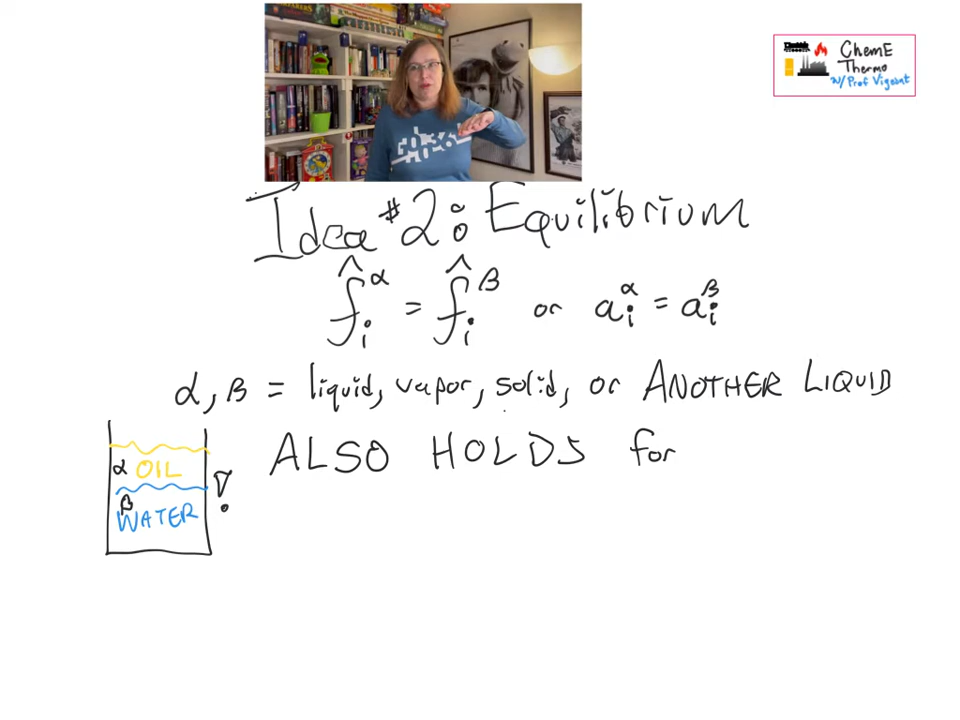 ChemE
Thermo
w/ Prof Vigeant
Idea #2: Equilibrium
f̂ᵢ^α = f̂ᵢ^β or aᵢ^α = aᵢ^β
α, β = liquid, vapor, solid, or ANOTHER LIQUID
ALSO HOLDS for
α OIL
β
WATER
!